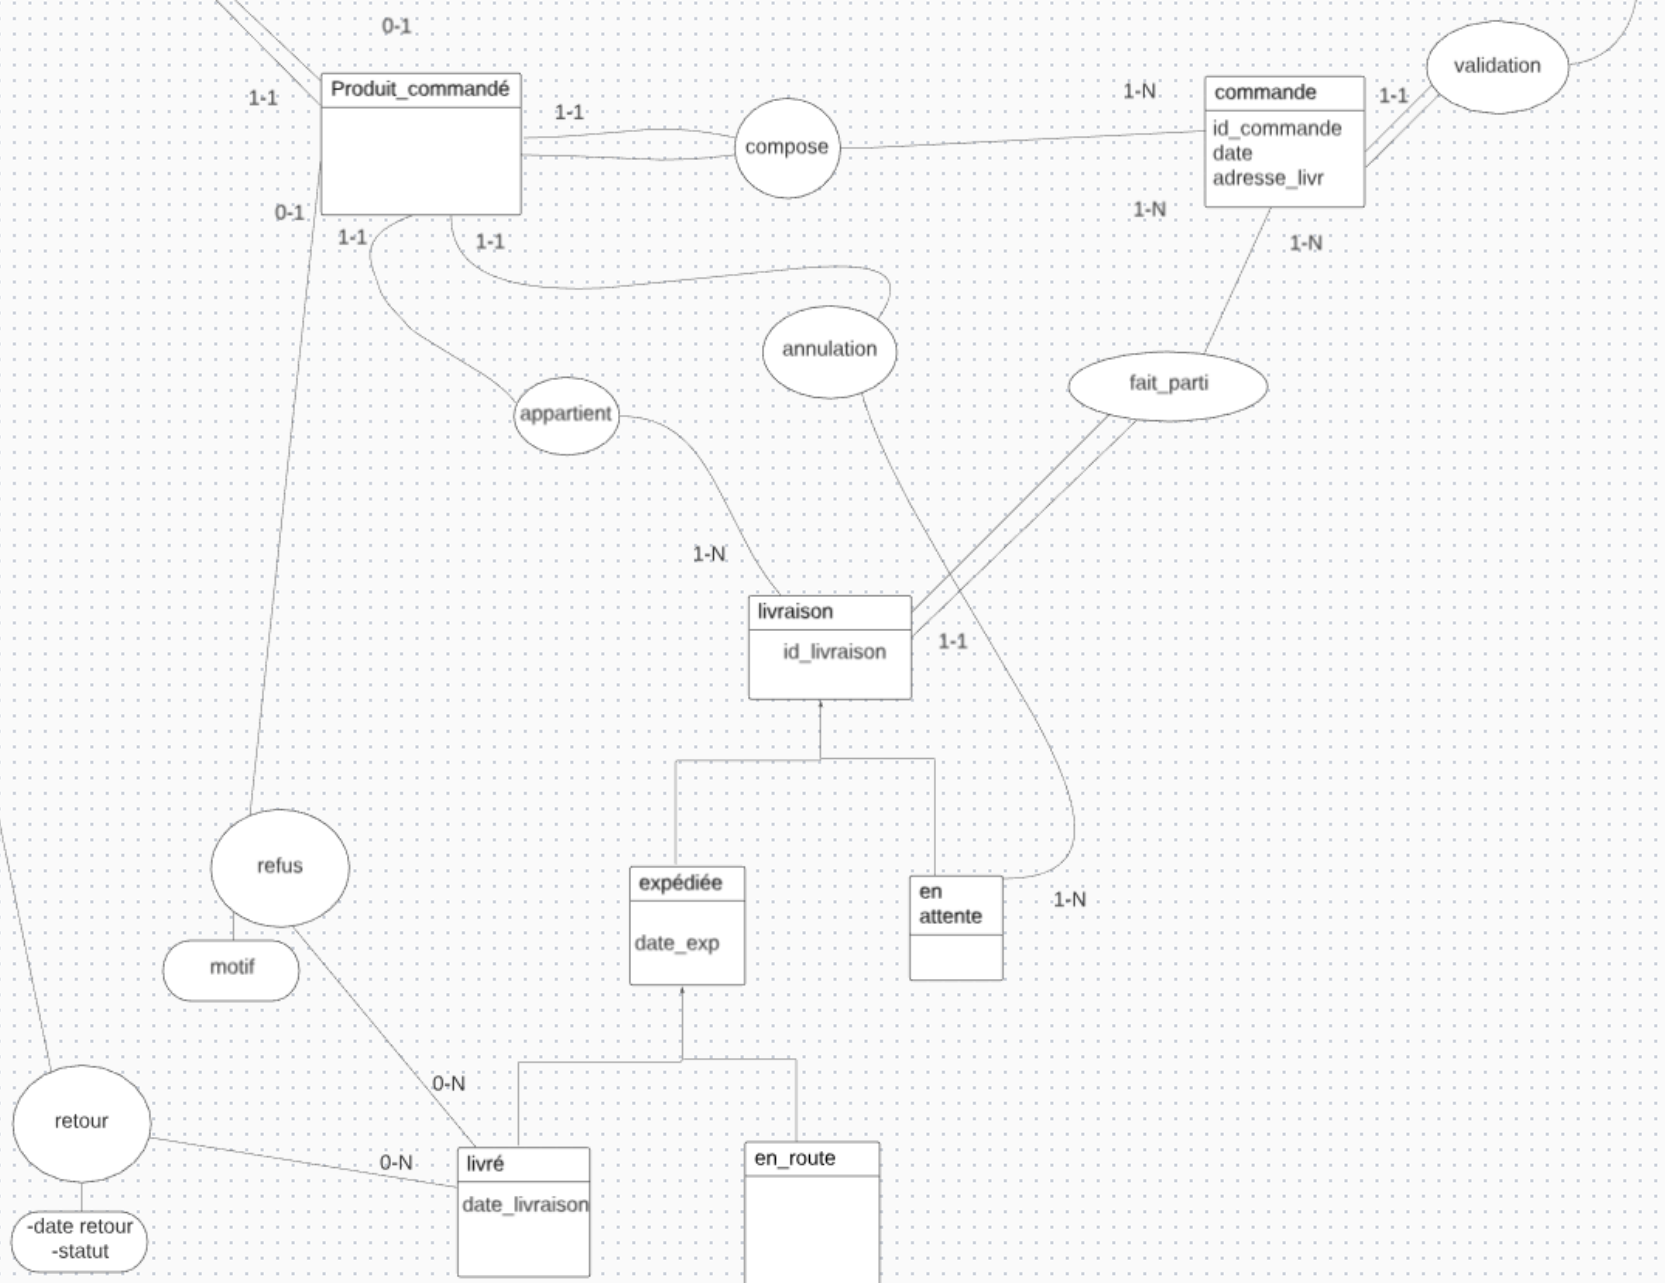 0-1
validation
Produit_commandé
1-1
1-1
1-N
commande
1-1
id_commande
date
adresse_livr
compose
0-1
1-1
1-1
1-N
1-N
annulation
fait_parti
appartient
1-N
livraison
id_livraison
1-1
refus
motif
expédiée
date_exp
en
attente
1-N
0-N
retour
0-N
livré
date_livraison
en_route
-date retour
-statut